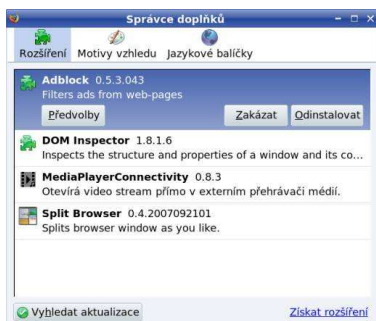 Správce doplňků
Rozšíření Motivy vzhledu Jazykové balíčky
Adblock 0.5.3.043
Filters ads from web-pages
Předvolby Zakázat Odinstalovat
DOM Inspector 1.8.1.6
Inspects the structure and properties of a window and its co...
MediaPlayerConnectivity 0.8.3
Otevírá video stream přímo v externím přehrávači médií.
Split Browser 0.4.2007092101
Splits browser window as you like.
Vyhledat aktualizace Získat rozšíření